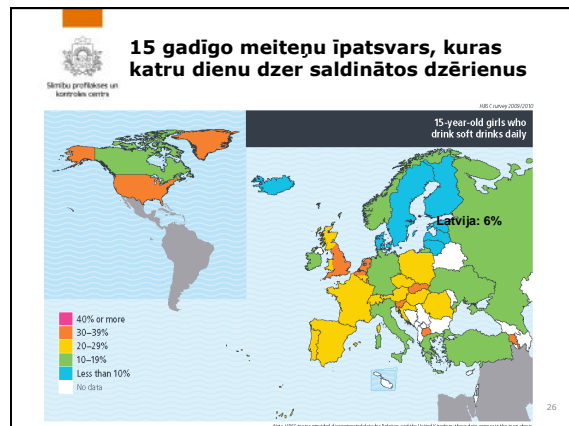 15 gadīgo meiteņu īpatsvars, kuras
katru dienu dzer saldinātos dzērienus
Slimību profilakses un
kontroles centrs
HBSC survey 2009/2010
15-year-old girls who
drink soft drinks daily
Latvija: 6%
40% or more
30–39%
20–29%
10–19%
Less than 10%
No data
26